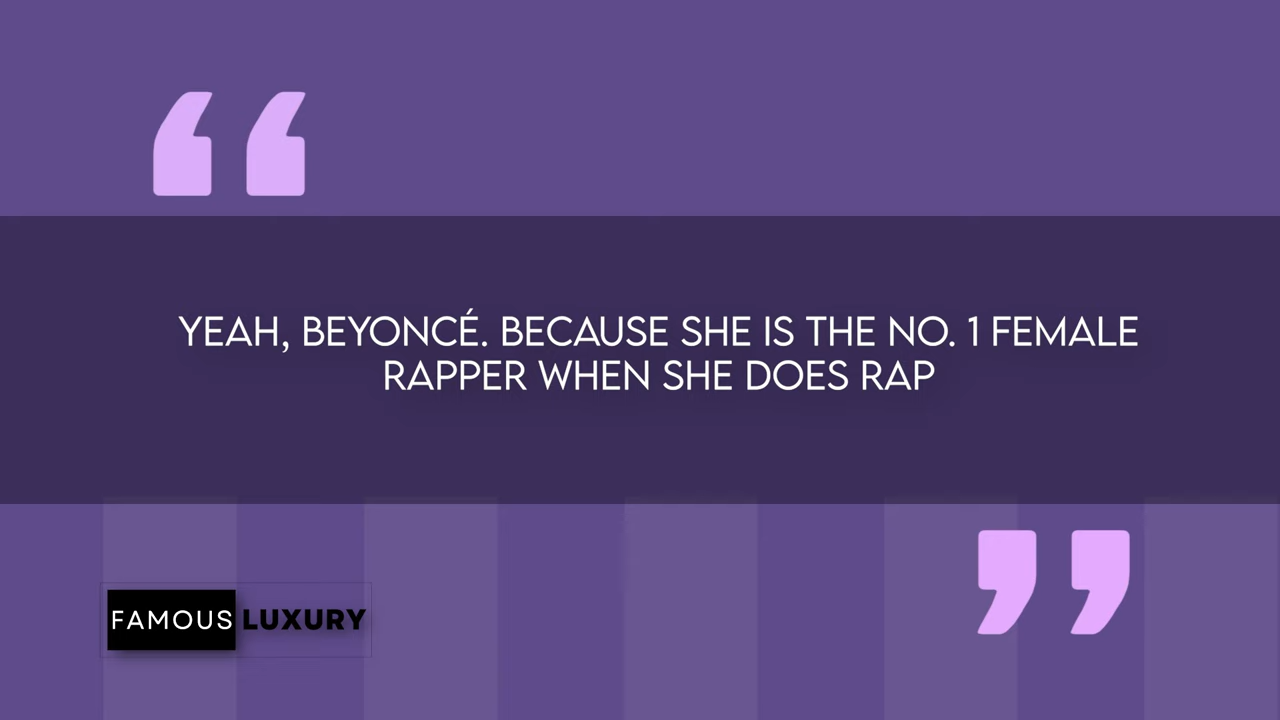 “
YEAH, BEYONCÉ. BECAUSE SHE IS THE NO. 1 FEMALE
RAPPER WHEN SHE DOES RAP
”
FAMOUS LUXURY